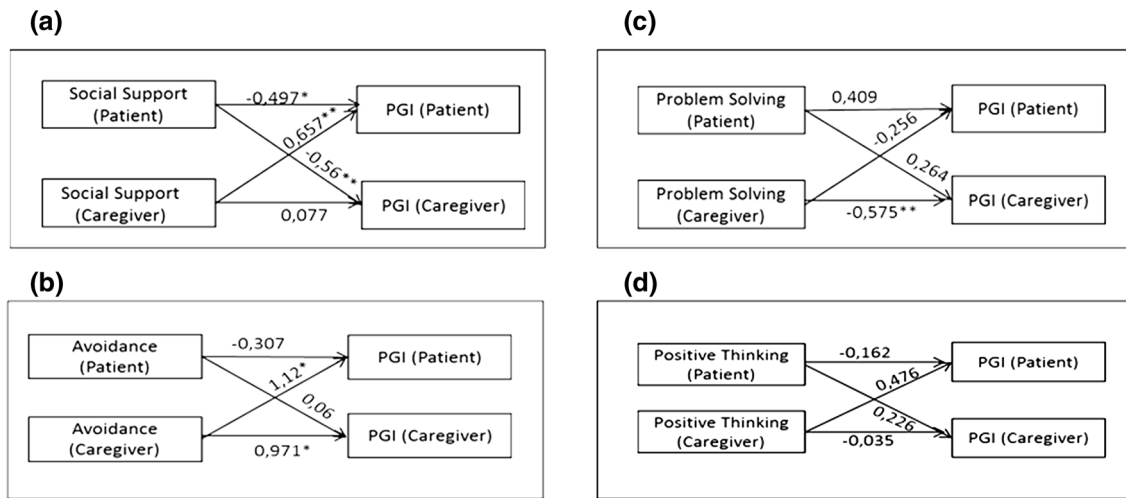 (a)
Social Support
(Patient)
-0,497*
PGI (Patient)
0,657**
-0,56**
Social Support
(Caregiver)
0,077
PGI (Caregiver)
(b)
Avoidance
(Patient)
-0,307
PGI (Patient)
1,12*
0,06
Avoidance
(Caregiver)
0,971*
PGI (Caregiver)
(c)
Problem Solving
(Patient)
0,409
PGI (Patient)
-0,256
0,264
Problem Solving
(Caregiver)
-0,575**
PGI (Caregiver)
(d)
Positive Thinking
(Patient)
-0,162
PGI (Patient)
0,476
0,226
Positive Thinking
(Caregiver)
-0,035
PGI (Caregiver)